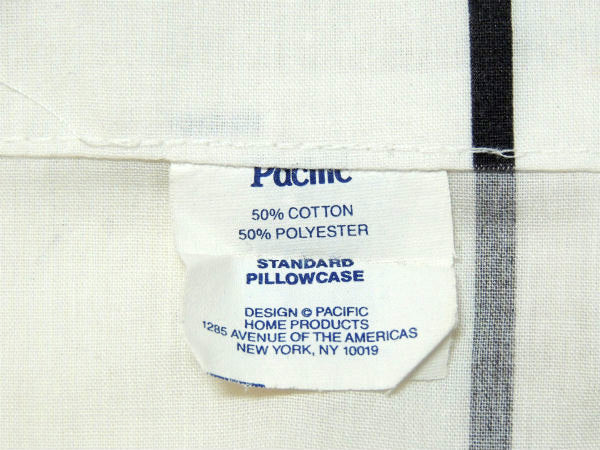 Pacific
50% COTTON
50% POLYESTER
STANDARD
PILLOWCASE
DESIGN © PACIFIC
HOME PRODUCTS
1285 AVENUE OF THE AMERICAS
NEW YORK, NY 10019